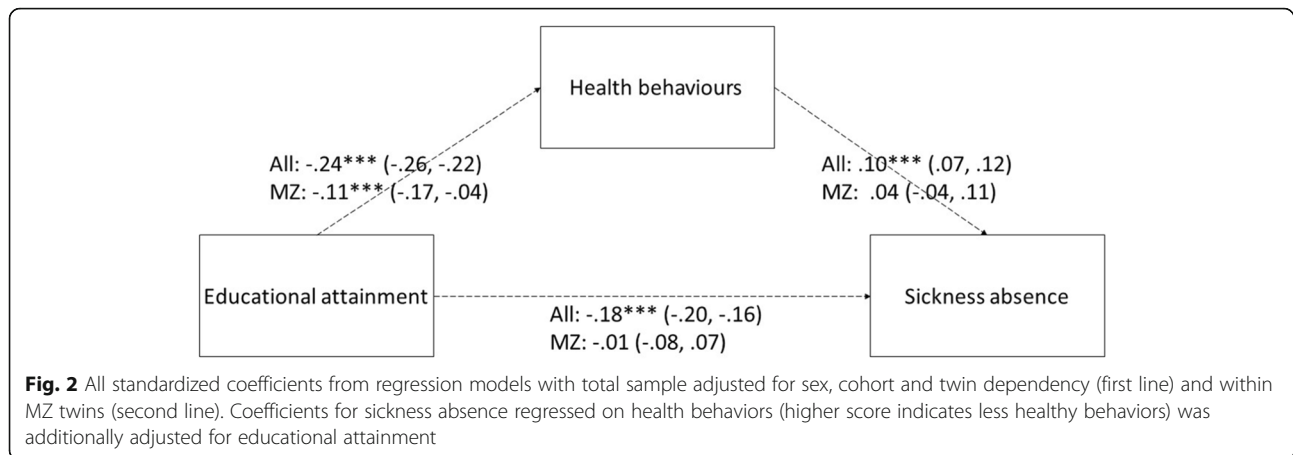 Health behaviours
All: -.24*** (-.26, -.22)
MZ: -.11*** (-.17, -.04)
All: .10*** (.07, .12)
MZ: .04 (-.04, .11)
Educational attainment
Sickness absence
All: -.18*** (-.20, -.16)
MZ: -.01 (-.08, .07)
Fig. 2 All standardized coefficients from regression models with total sample adjusted for sex, cohort and twin dependency (first line) and within
MZ twins (second line). Coefficients for sickness absence regressed on health behaviors (higher score indicates less healthy behaviors) was
additionally adjusted for educational attainment